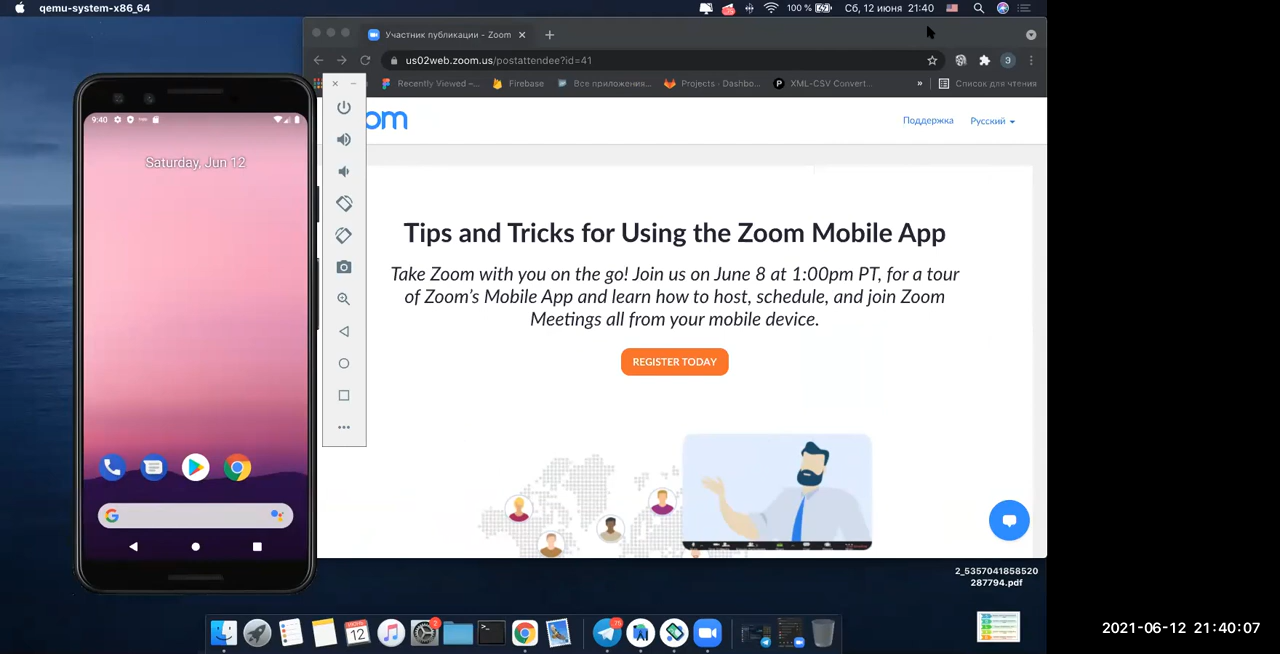 qemu-system-x86_64
100 %
Сб, 12 июня 21:40
Участник публикации - Zoom
us02web.zoom.us/postattendee?id=41
Э
Recently Viewed –...
Firebase
Все приложения...
Projects · Dashbo...
XML-CSV Convert...
»
Список для чтения
oom
Поддержка
Русский
9:40
Saturday, Jun 12
Tips and Tricks for Using the Zoom Mobile App
Take Zoom with you on the go! Join us on June 8 at 1:00pm PT, for a tour
of Zoom's Mobile App and learn how to host, schedule, and join Zoom
Meetings all from your mobile device.
REGISTER TODAY
2_5357041858520
287794.pdf
12
2
2021-06-12 21:40:07